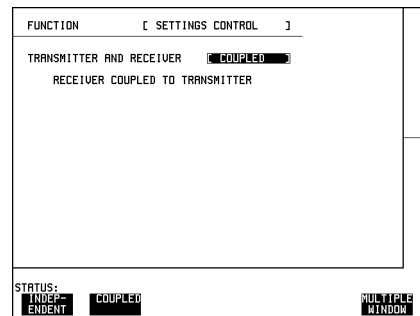 FUNCTION [ SETTINGS CONTROL ]
TRANSMITTER AND RECEIVER [ COUPLED ]
RECEIVER COUPLED TO TRANSMITTER
STATUS:
INDEP-
ENDENT
COUPLED
MULTIPLE
WINDOW